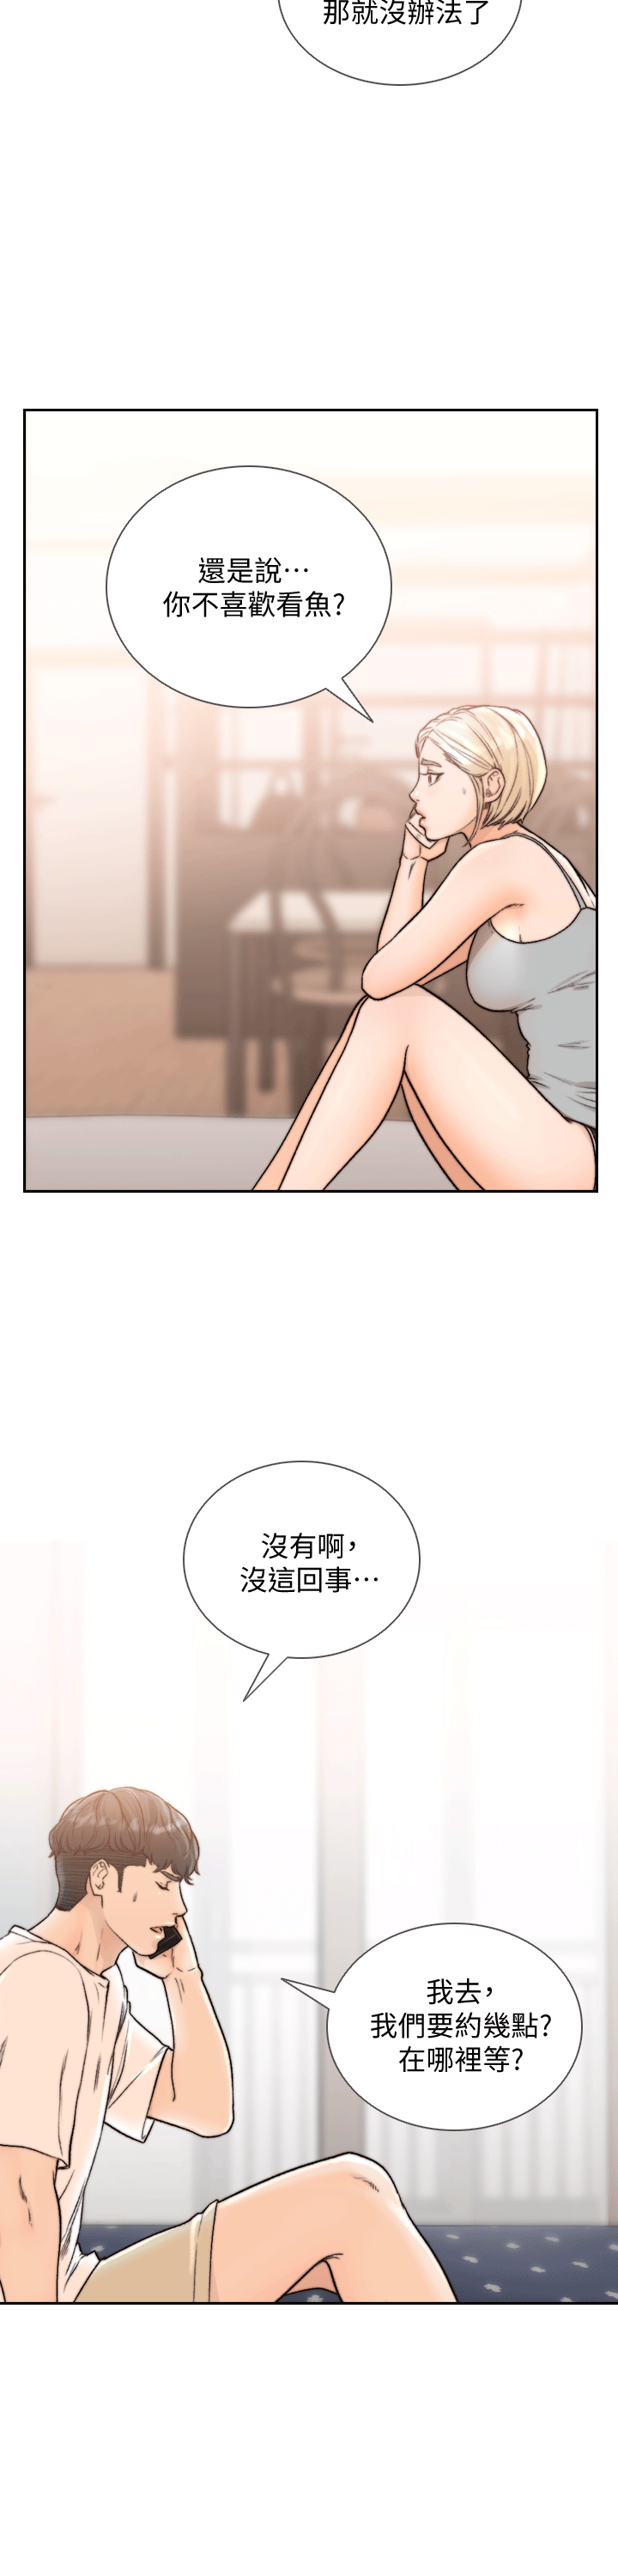 那就沒辦法了
還是說⋯
你不喜歡看魚?
沒有啊，
沒這回事⋯
我去，
我們要約幾點?
在哪裡等?